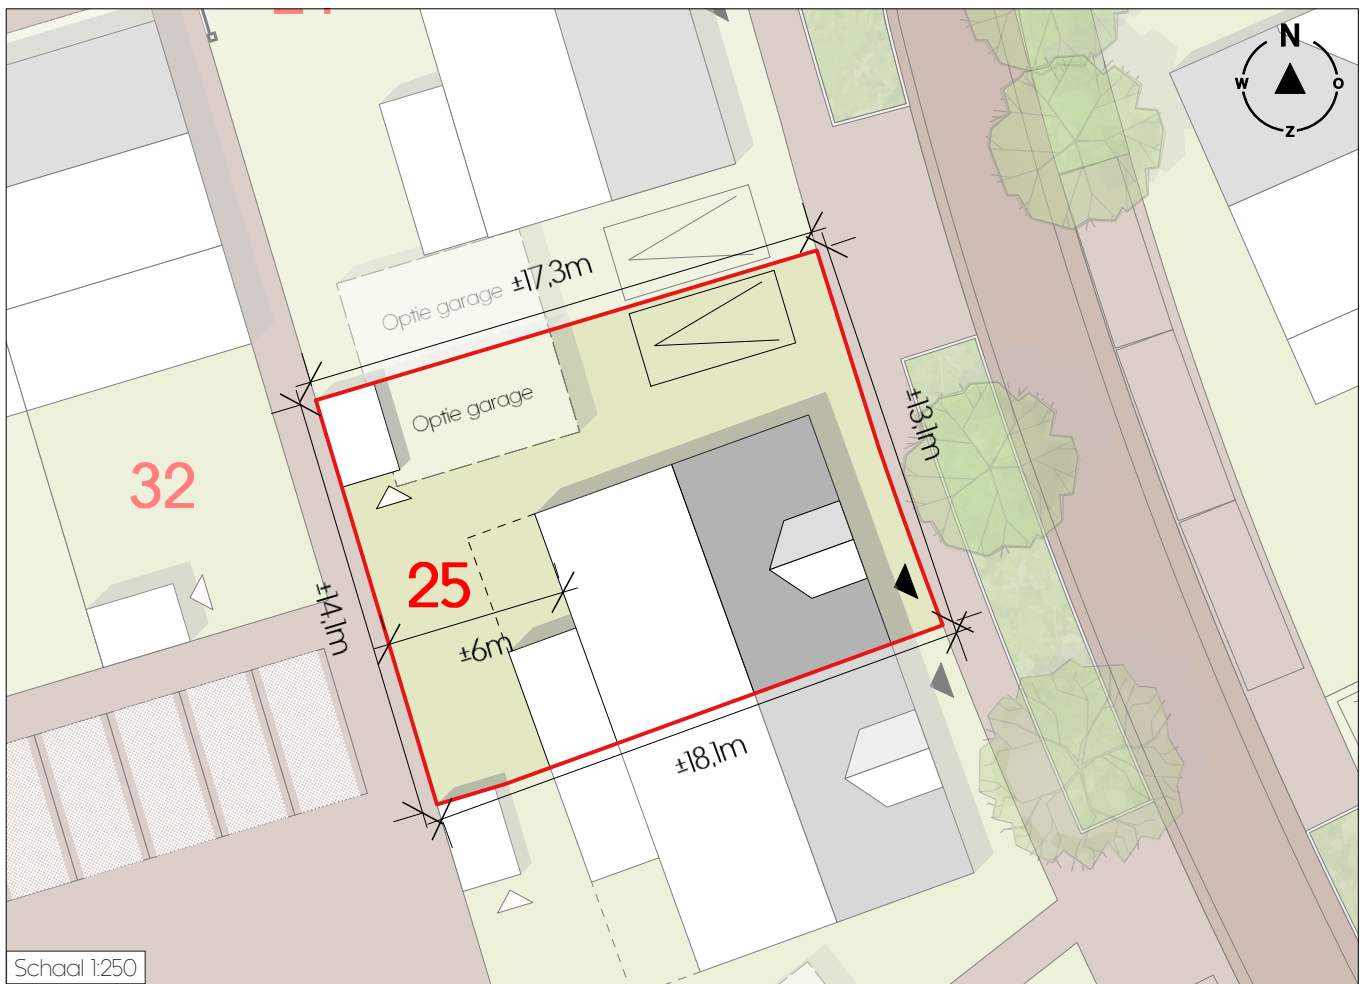 N
W
O
Z
±17,3m
Optie garage
Optie garage
±13,1m
32
25
±14,1m
±6m
±18,1m
Schaal 1:250